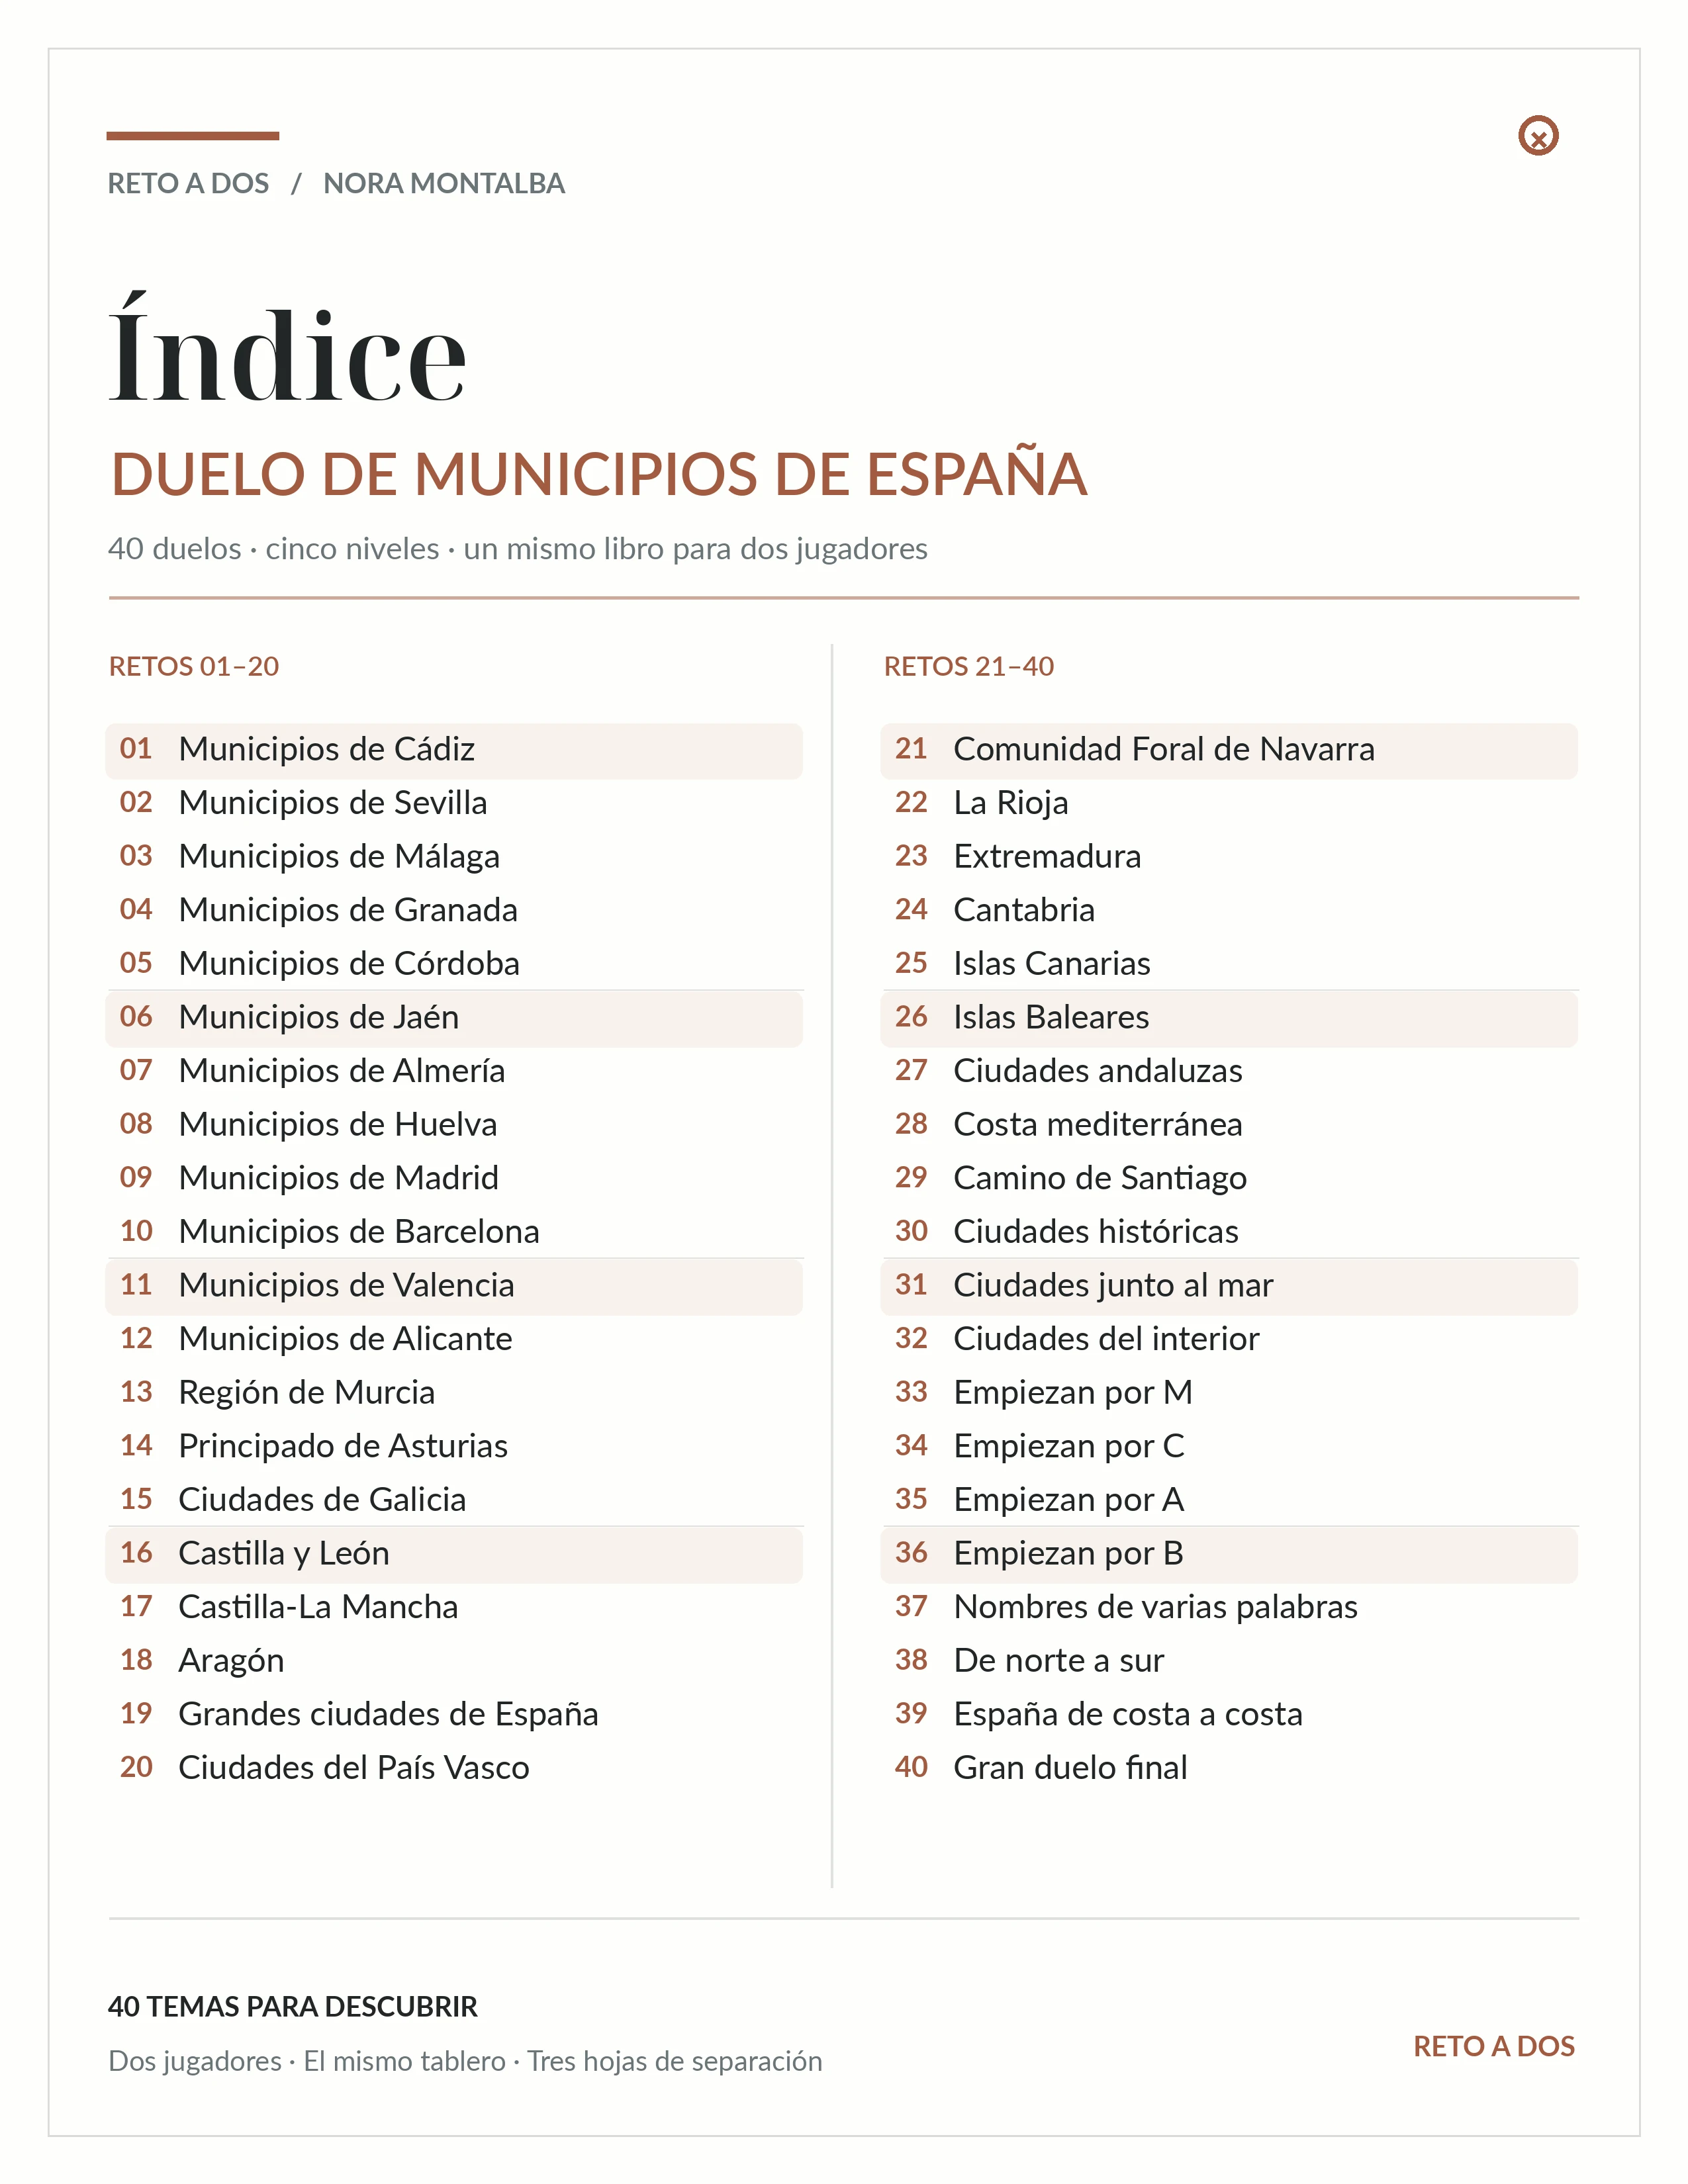 RETO A DOS / NORA MONTALBA
Índice
DUELO DE MUNICIPIOS DE ESPAÑA
40 duelos · cinco niveles · un mismo libro para dos jugadores
RETOS 01–20
01 Municipios de Cádiz
02 Municipios de Sevilla
03 Municipios de Málaga
04 Municipios de Granada
05 Municipios de Córdoba
06 Municipios de Jaén
07 Municipios de Almería
08 Municipios de Huelva
09 Municipios de Madrid
10 Municipios de Barcelona
11 Municipios de Valencia
12 Municipios de Alicante
13 Región de Murcia
14 Principado de Asturias
15 Ciudades de Galicia
16 Castilla y León
17 Castilla-La Mancha
18 Aragón
19 Grandes ciudades de España
20 Ciudades del País Vasco
RETOS 21–40
21 Comunidad Foral de Navarra
22 La Rioja
23 Extremadura
24 Cantabria
25 Islas Canarias
26 Islas Baleares
27 Ciudades andaluzas
28 Costa mediterránea
29 Camino de Santiago
30 Ciudades históricas
31 Ciudades junto al mar
32 Ciudades del interior
33 Empiezan por M
34 Empiezan por C
35 Empiezan por A
36 Empiezan por B
37 Nombres de varias palabras
38 De norte a sur
39 España de costa a costa
40 Gran duelo final
40 TEMAS PARA DESCUBRIR
Dos jugadores · El mismo tablero · Tres hojas de separación
RETO A DOS